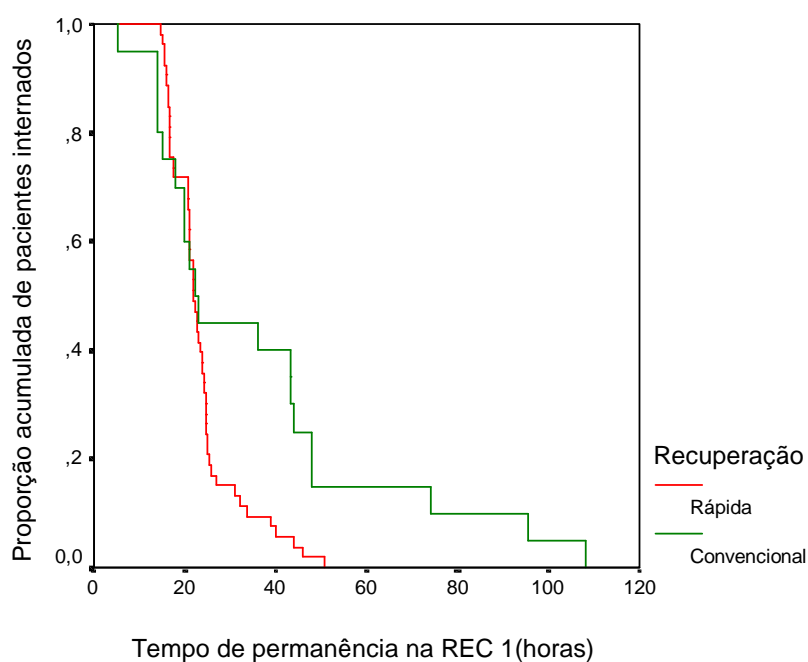 1,0
,8
,6
,4
,2
0,0
Proporção acumulada de pacientes internados
0 20 40 60 80 100 120
Tempo de permanência na REC 1(horas)
Recuperação
Rápida
Convencional